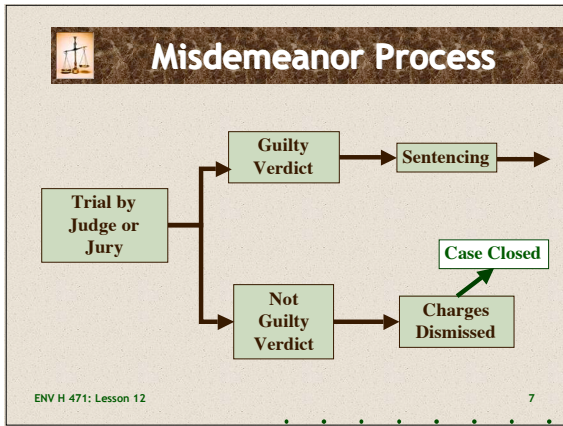 Misdemeanor Process
Guilty
Verdict
Sentencing
Trial by
Judge or
Jury
Case Closed
Not
Guilty
Verdict
Charges
Dismissed
ENV H 471: Lesson 12
7